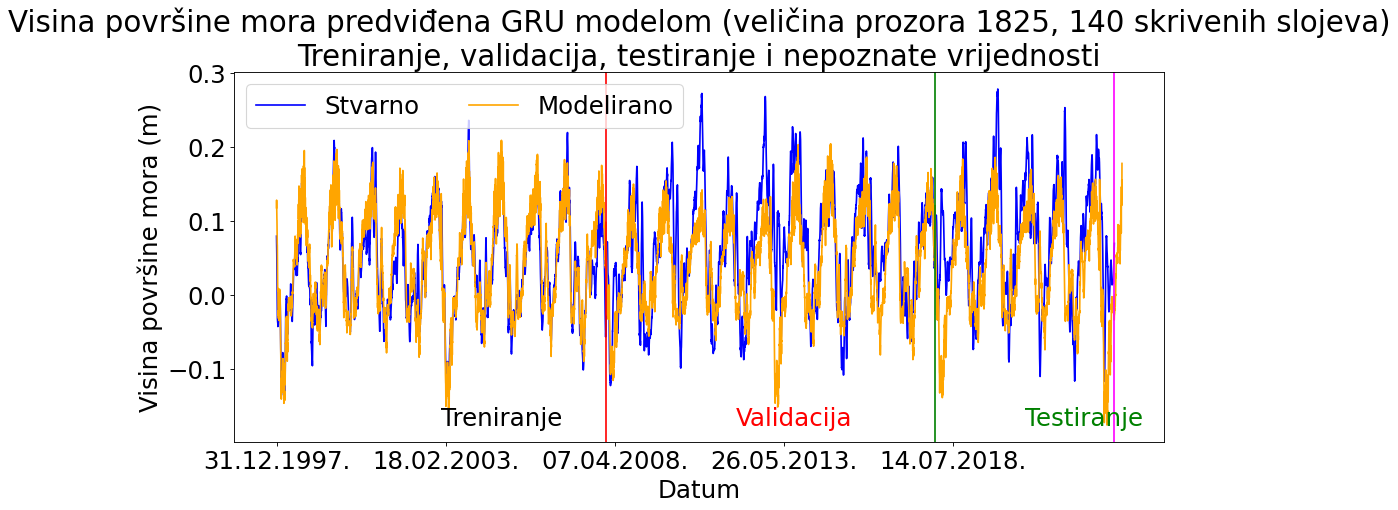 Visina površine mora predviđena GRU modelom (veličina prozora 1825, 140 skrivenih slojeva)
Treniranje, validacija, testiranje i nepoznate vrijednosti
Stvarno Modelirano
Visina površine mora (m)
0.3
0.2
0.1
0.0
−0.1
Treniranje Validacija Testiranje
31.12.1997. 18.02.2003. 07.04.2008. 26.05.2013. 14.07.2018.
Datum